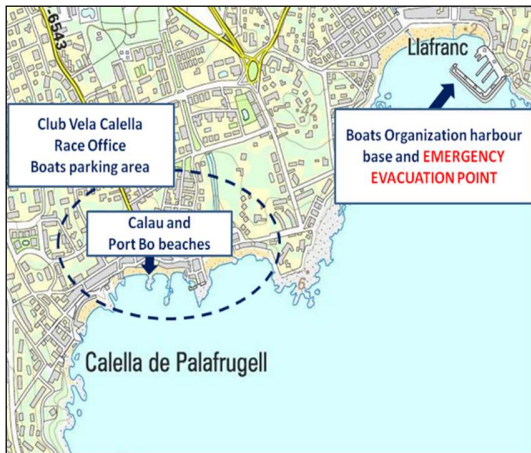 -6543
Llafranc
Club Vela Calella
Race Office
Boats parking area
Boats Organization harbour
base and EMERGENCY
EVACUATION POINT
Calau and
Port Bo beaches
Calella de Palafrugell